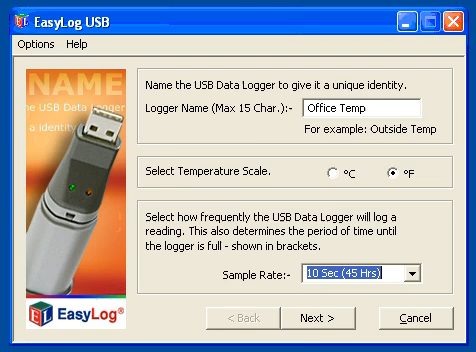 EasyLog USB
Options Help
NAME
the USB Data Logger
a identity
Name the USB Data Logger to give it a unique identity.
Logger Name (Max 15 Char.):- Office Temp
For example: Outside Temp
Select Temperature Scale. °C °F
Select how frequently the USB Data Logger will log a
reading. This also determines the period of time until
the logger is full - shown in brackets.
Sample Rate:- 10 Sec (45 Hrs)
EL EasyLog®
< Back Next > Cancel